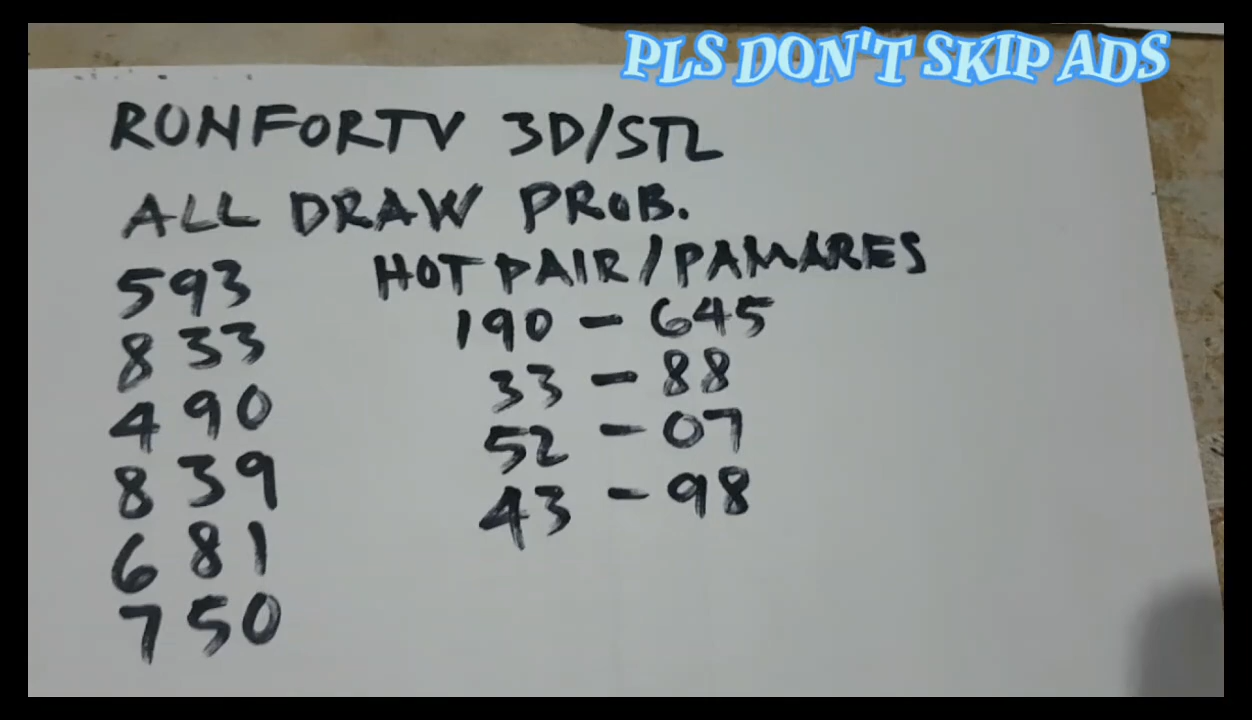 PLS DON'T SKIP ADS
RONFORTV 3D/STL
ALL DRAW PROB.
HOT PAIR/PAMARES
593
833
490
839
681
750
190 - 645
33 - 88
52 - 07
43 - 98